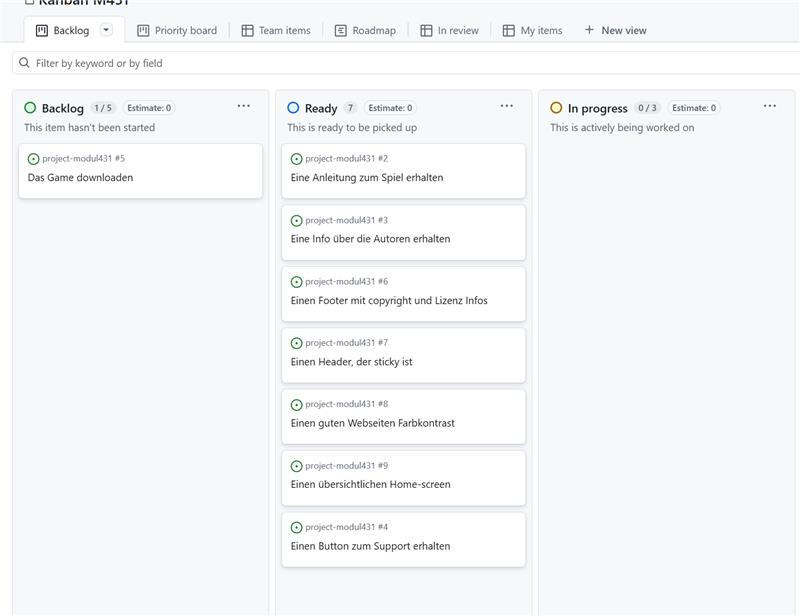 Kanban M431
Backlog
Priority board
Team items
Roadmap
In review
My items
New view
Filter by keyword or by field
Backlog 1 / 5 Estimate: 0
This item hasn't been started
project-modul431 #5
Das Game downloaden
Ready 7 Estimate: 0
This is ready to be picked up
project-modul431 #2
Eine Anleitung zum Spiel erhalten
project-modul431 #3
Eine Info über die Autoren erhalten
project-modul431 #6
Einen Footer mit copyright und Lizenz Infos
project-modul431 #7
Einen Header, der sticky ist
project-modul431 #8
Einen guten Webseiten Farbkontrast
project-modul431 #9
Einen übersichtlichen Home-screen
project-modul431 #4
Einen Button zum Support erhalten
In progress 0 / 3 Estimate: 0
This is actively being worked on